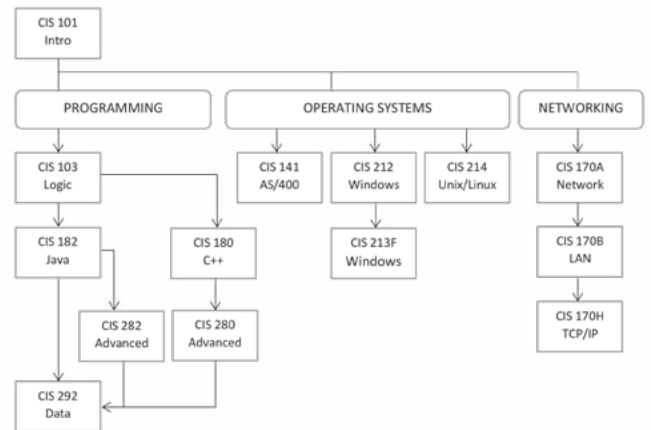 CIS 101
Intro
PROGRAMMING
OPERATING SYSTEMS
NETWORKING
CIS 103
Logic
CIS 141
AS/400
CIS 212
Windows
CIS 214
Unix/Linux
CIS 170A
Network
CIS 182
Java
CIS 180
C++
CIS 213F
Windows
CIS 170B
LAN
CIS 282
Advanced
CIS 280
Advanced
CIS 170H
TCP/IP
CIS 292
Data